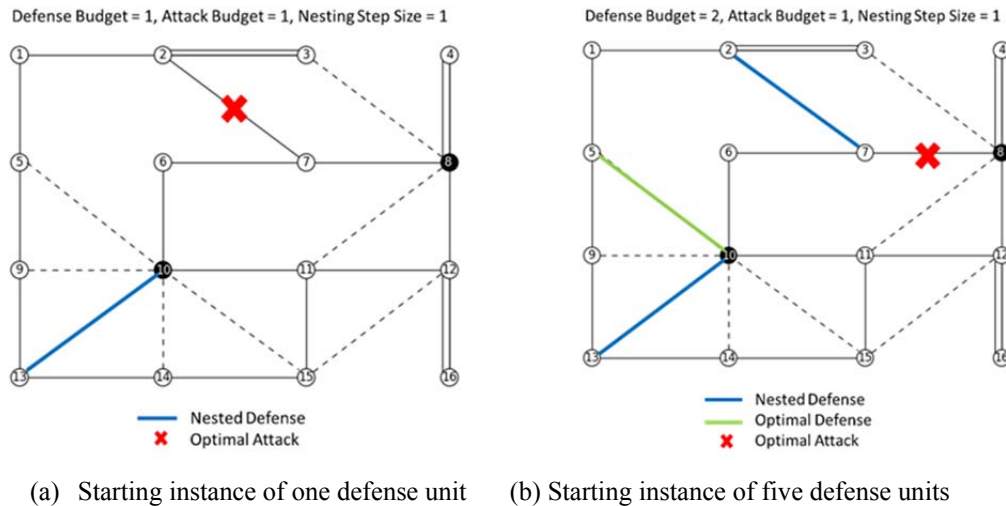 Defense Budget = 1, Attack Budget = 1, Nesting Step Size = 1
1 2 3 4
5 6 7 8
9 10 11 12
13 14 15 16
Nested Defense
Optimal Attack
(a) Starting instance of one defense unit
Defense Budget = 2, Attack Budget = 1, Nesting Step Size = 1
1 2 3 4
5 6 7 8
9 10 11 12
13 14 15 16
Nested Defense
Optimal Defense
Optimal Attack
(b) Starting instance of five defense units